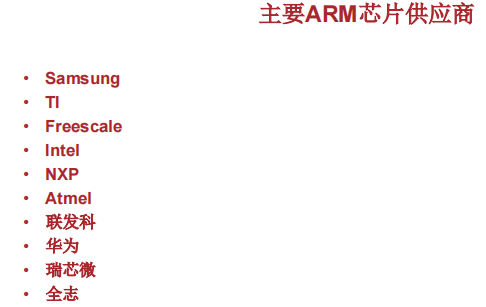 主要ARM芯片供应商
• Samsung
• TI
• Freescale
• Intel
• NXP
• Atmel
• 联发科
• 华为
• 瑞芯微
• 全志